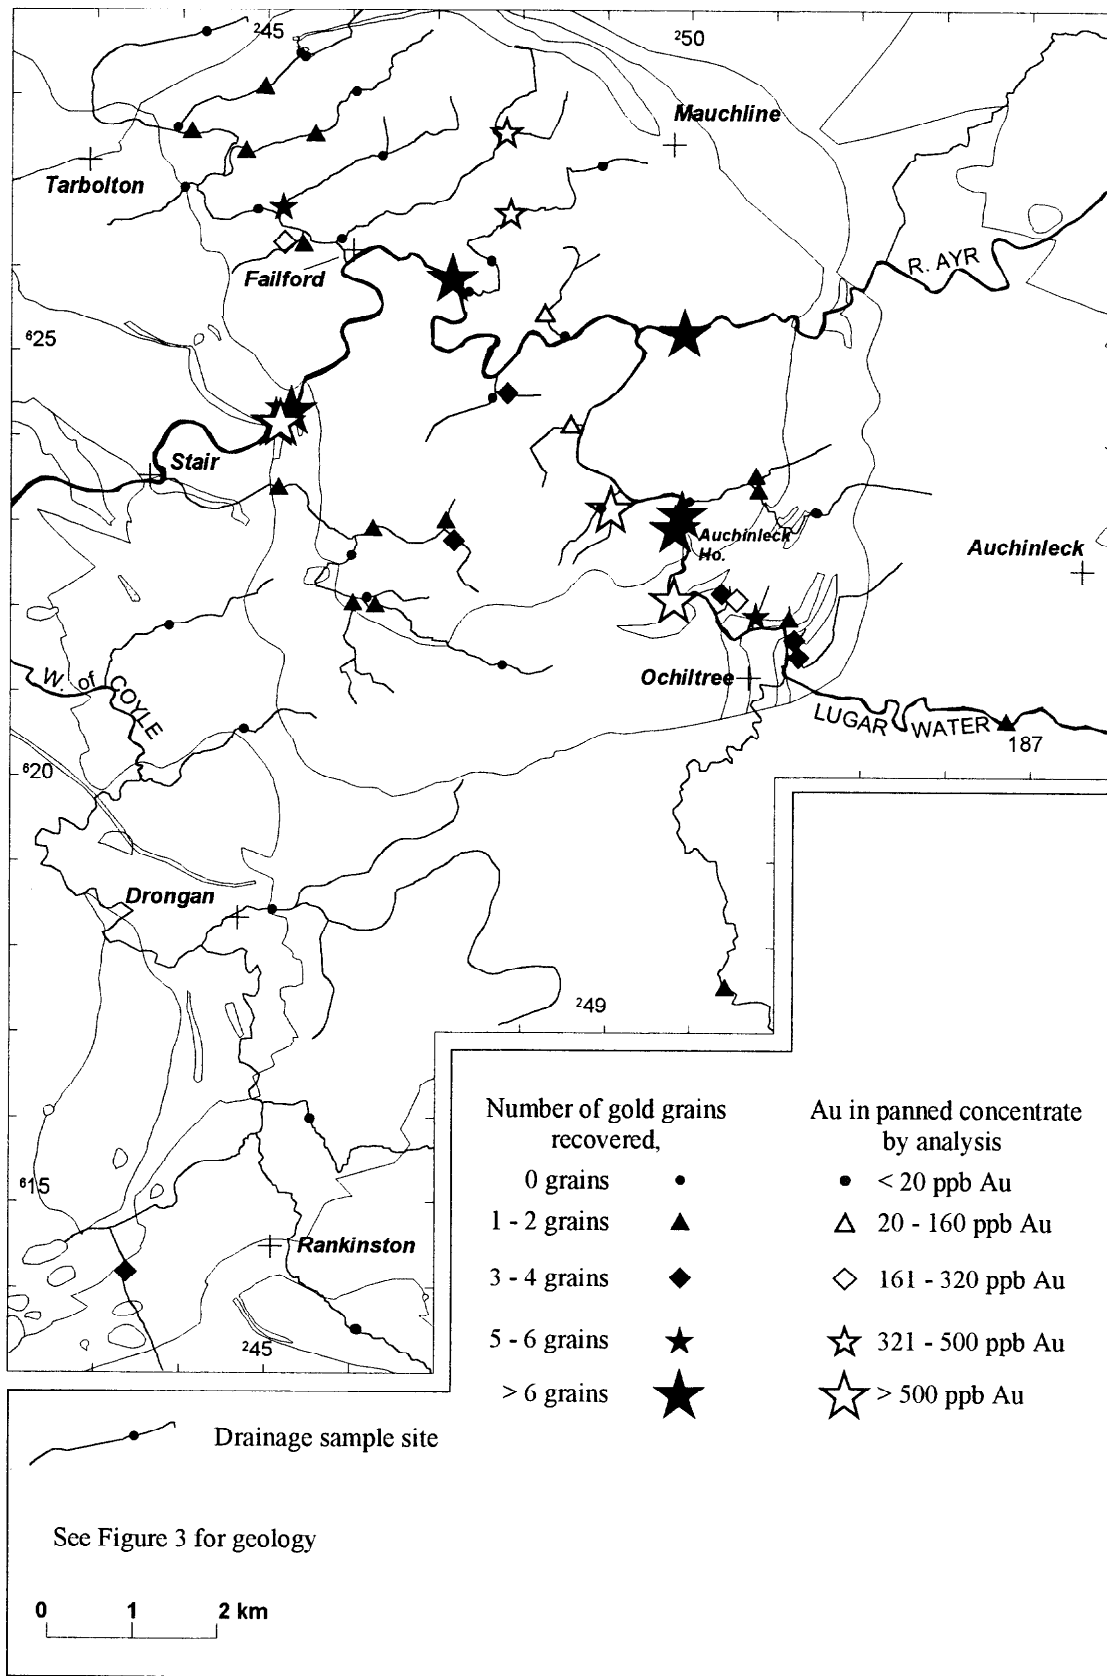 ²45
²50
Mauchline
Tarbolton
R. AYR
Failford
⁶25
Stair
Auchinleck
Ho.
Auchinleck
Ochiltree
W. of COYLE
LUGAR WATER
187
⁶20
Drongan
²49
⁶15
Rankinston
²45
Number of gold grains
recovered,
0 grains
1 - 2 grains
3 - 4 grains
5 - 6 grains
> 6 grains
Au in panned concentrate
by analysis
< 20 ppb Au
20 - 160 ppb Au
161 - 320 ppb Au
321 - 500 ppb Au
> 500 ppb Au
Drainage sample site
See Figure 3 for geology
0 1 2 km